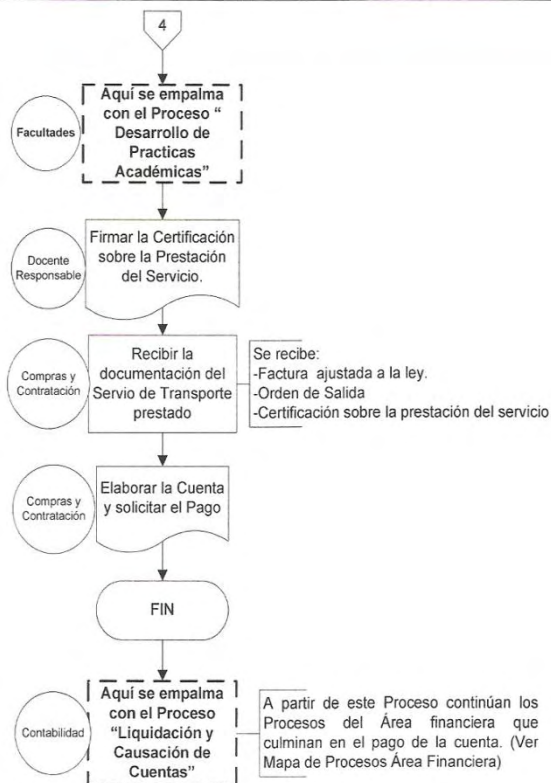 4
Facultades
Aquí se empalma
con el Proceso “
Desarrollo de
Practicas
Académicas”
Docente
Responsable
Firmar la Certificación
sobre la Prestación
del Servicio.
Compras y
Contratación
Recibir la
documentación del
Servio de Transporte
prestado
Se recibe:
-Factura ajustada a la ley.
-Orden de Salida
-Certificación sobre la prestación del servicio
Compras y
Contratación
Elaborar la Cuenta
y solicitar el Pago
FIN
Contabilidad
Aquí se empalma
con el Proceso
“Liquidación y
Causación de
Cuentas”
A partir de este Proceso continúan los
Procesos del Área financiera que
culminan en el pago de la cuenta. (Ver
Mapa de Procesos Área Financiera)